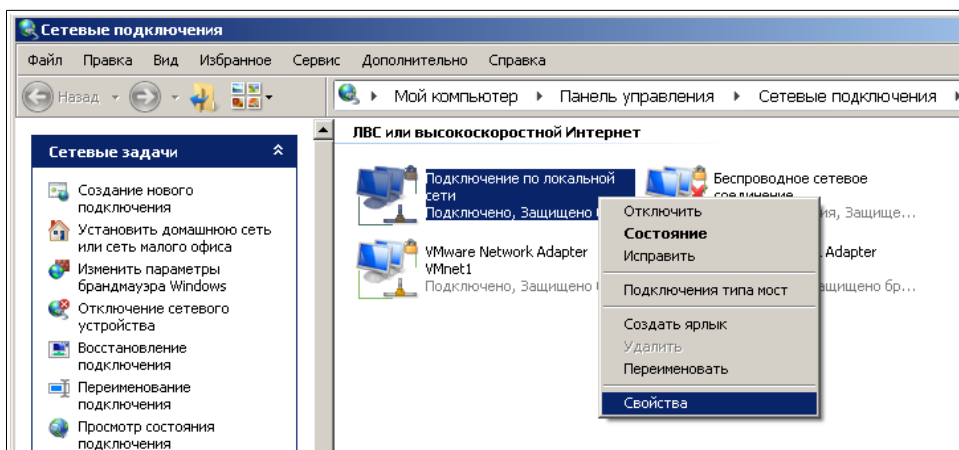 Сетевые подключения
Файл Правка Вид Избранное Сервис Дополнительно Справка
Назад
Мой компьютер Панель управления Сетевые подключения
Сетевые задачи
Создание нового
подключения
Установить домашнюю сеть
или сеть малого офиса
Изменить параметры
брандмауэра Windows
Отключение сетевого
устройства
Восстановление
подключения
Переименование
подключения
Просмотр состояния
подключения
ЛВС или высокоскоростной Интернет
Подключение по локальной
сети
Подключено, Защищено
Беспроводное сетевое
соединение
Защище...
VMware Network Adapter
VMnet1
Подключено, Защищено
Adapter
бр...
Отключить
Состояние
Исправить
Подключения типа мост
Создать ярлык
Удалить
Переименовать
Свойства